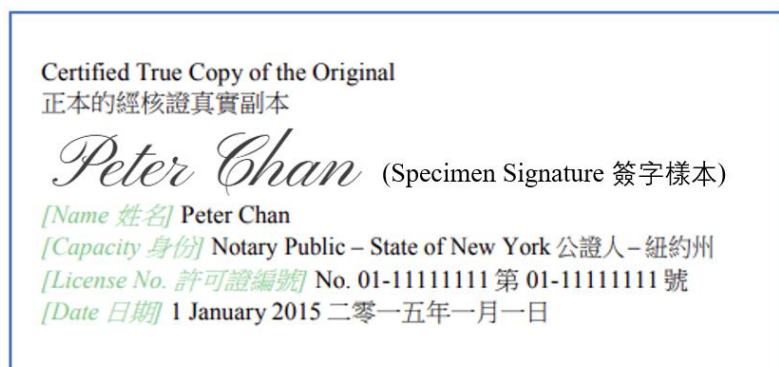 Certified True Copy of the Original
正本的經核證真實副本
Peter Chan (Specimen Signature 簽字樣本)
[Name 姓名] Peter Chan
[Capacity 身份] Notary Public – State of New York 公證人 – 紐約州
[License No. 許可證編號] No. 01-11111111 第 01-11111111 號
[Date 日期] 1 January 2015 二零一五年一月一日